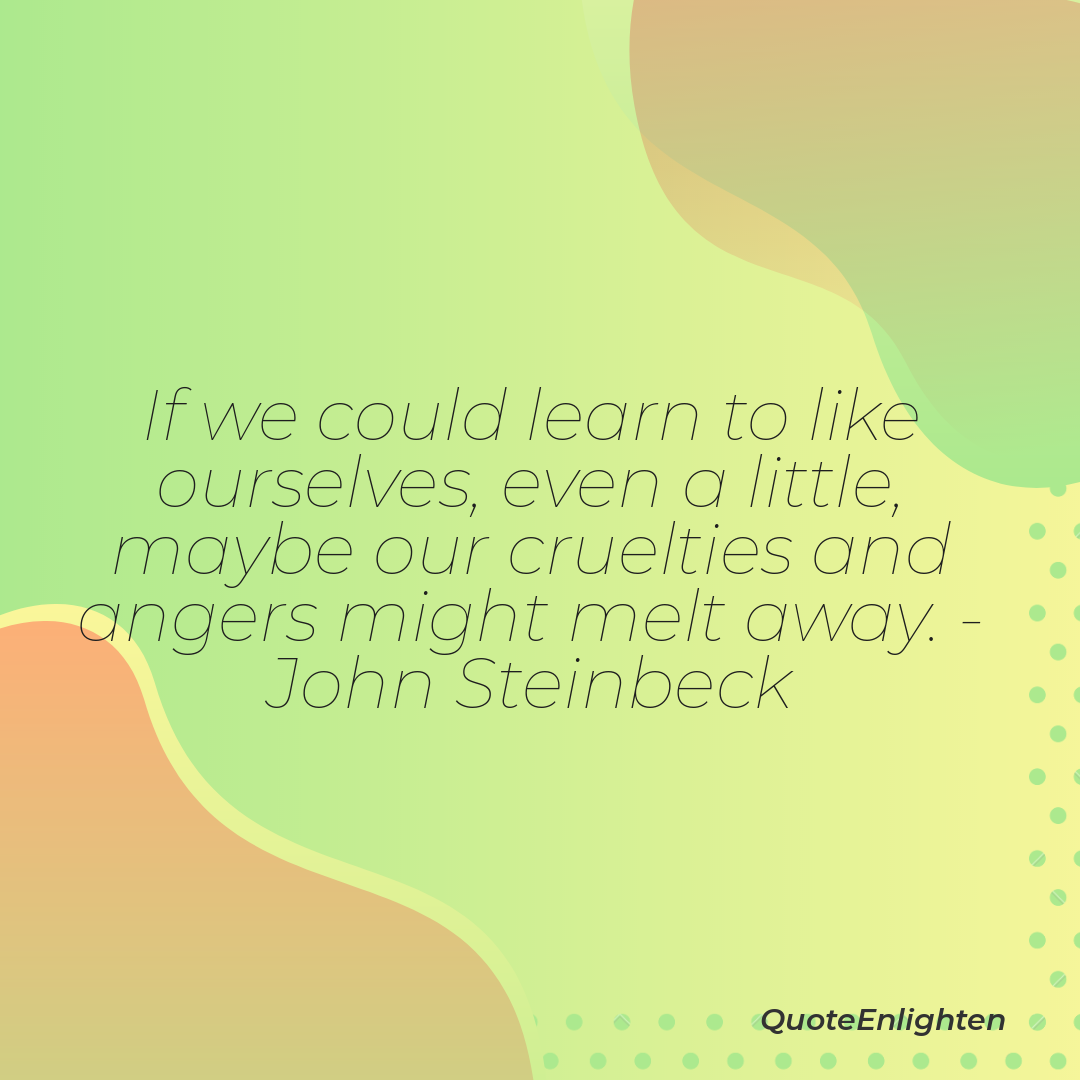 If we could learn to like
ourselves, even a little,
maybe our cruelties and
angers might melt away. -
John Steinbeck
QuoteEnlighten